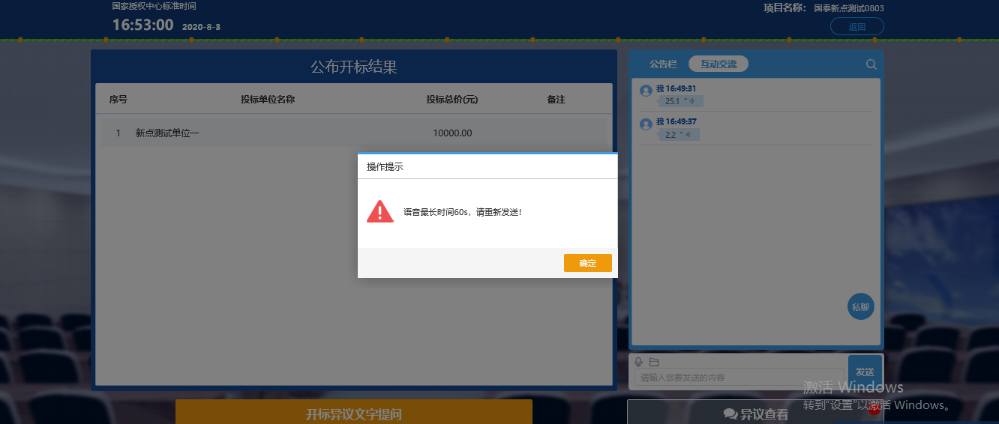 国家授权中心标准时间
16:53:00 2020-8-3
项目名称: 国泰新点测试0803
返回
公布开标结果
序号 投标单位名称 投标总价(元) 备注
1 新点测试单位一 10000.00
公告栏 互动交流
我 16:49:31
25.1 "
我 16:49:37
2.2 "
操作提示
语音最长时间60s，请重新发送!
确定
私聊
请输入您要发送的内容
发送
激活 Windows
转到"设置"以激活 Windows。
开标异议文字提问
异议查看